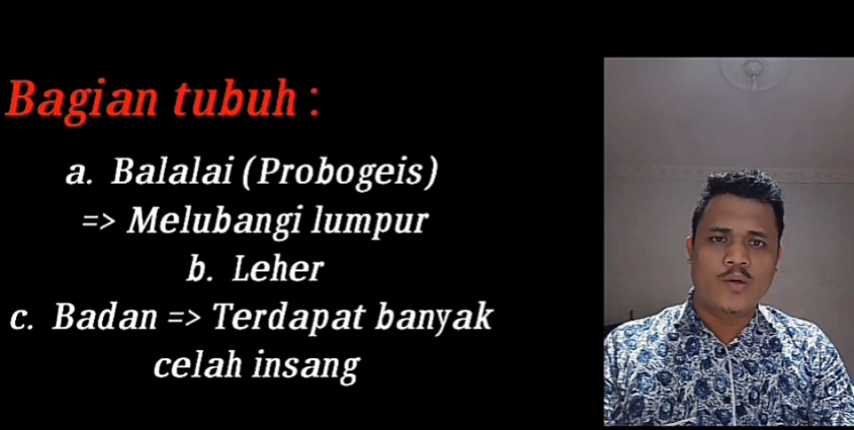 Bagian tubuh :
a. Balalai (Probogeis)
=> Melubangi lumpur
b. Leher
c. Badan => Terdapat banyak
celah insang